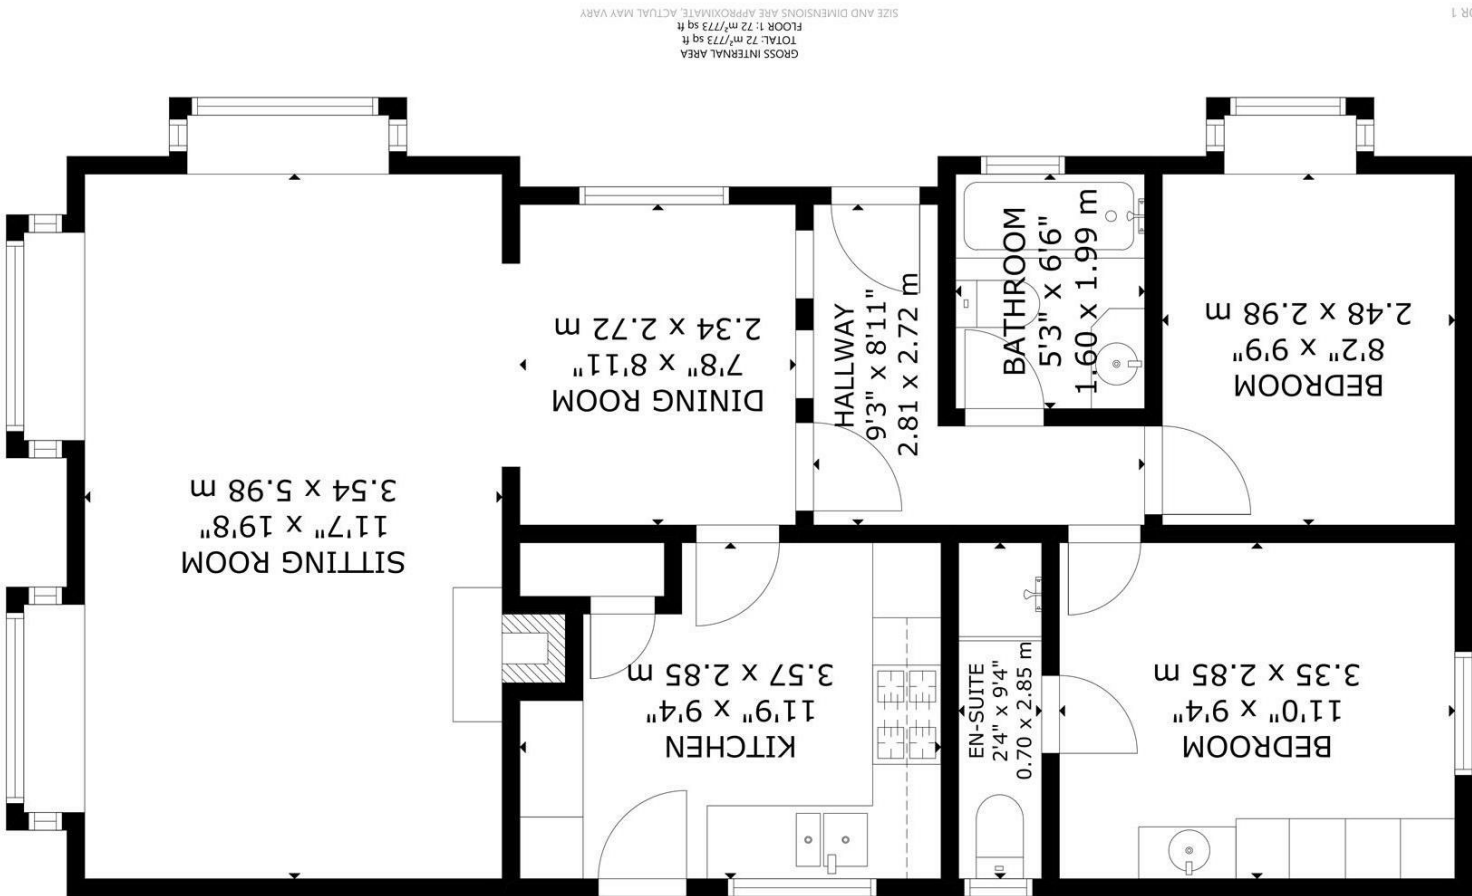 SITTING ROOM
11'7" x 19'8"
3.54 x 5.98 m
DINING ROOM
7'8" x 8'11"
2.34 x 2.72 m
HALLWAY
9'3" x 8'11"
2.81 x 2.72 m
BATHROOM
5'3" x 6'6"
1.60 x 1.99 m
BEDROOM
8'2" x 9'9"
2.48 x 2.98 m
KITCHEN
11'9" x 9'4"
3.57 x 2.85 m
EN-SUITE
2'4" x 9'4"
0.70 x 2.85 m
BEDROOM
11'0" x 9'4"
3.35 x 2.85 m
GROSS INTERNAL AREA
TOTAL: 72 m²/773 sq ft
FLOOR 1: 72 m²/773 sq ft
SIZE AND DIMENSIONS ARE APPROXIMATE, ACTUAL MAY VARY
OR 1